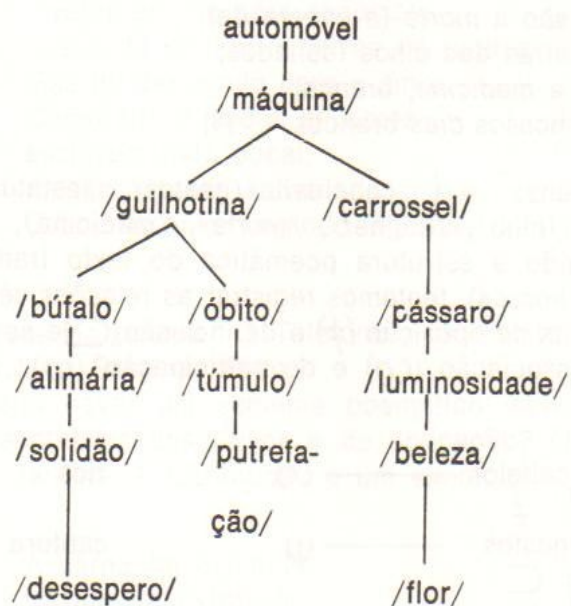 automóvel
/máquina/
/guilhotina/ /carrossel/
/búfalo/ /óbito/ /pássaro/
/alimária/ /túmulo/ /luminosidade/
/solidão/ /putrefa- /beleza/
ção/
/desespero/ /flor/